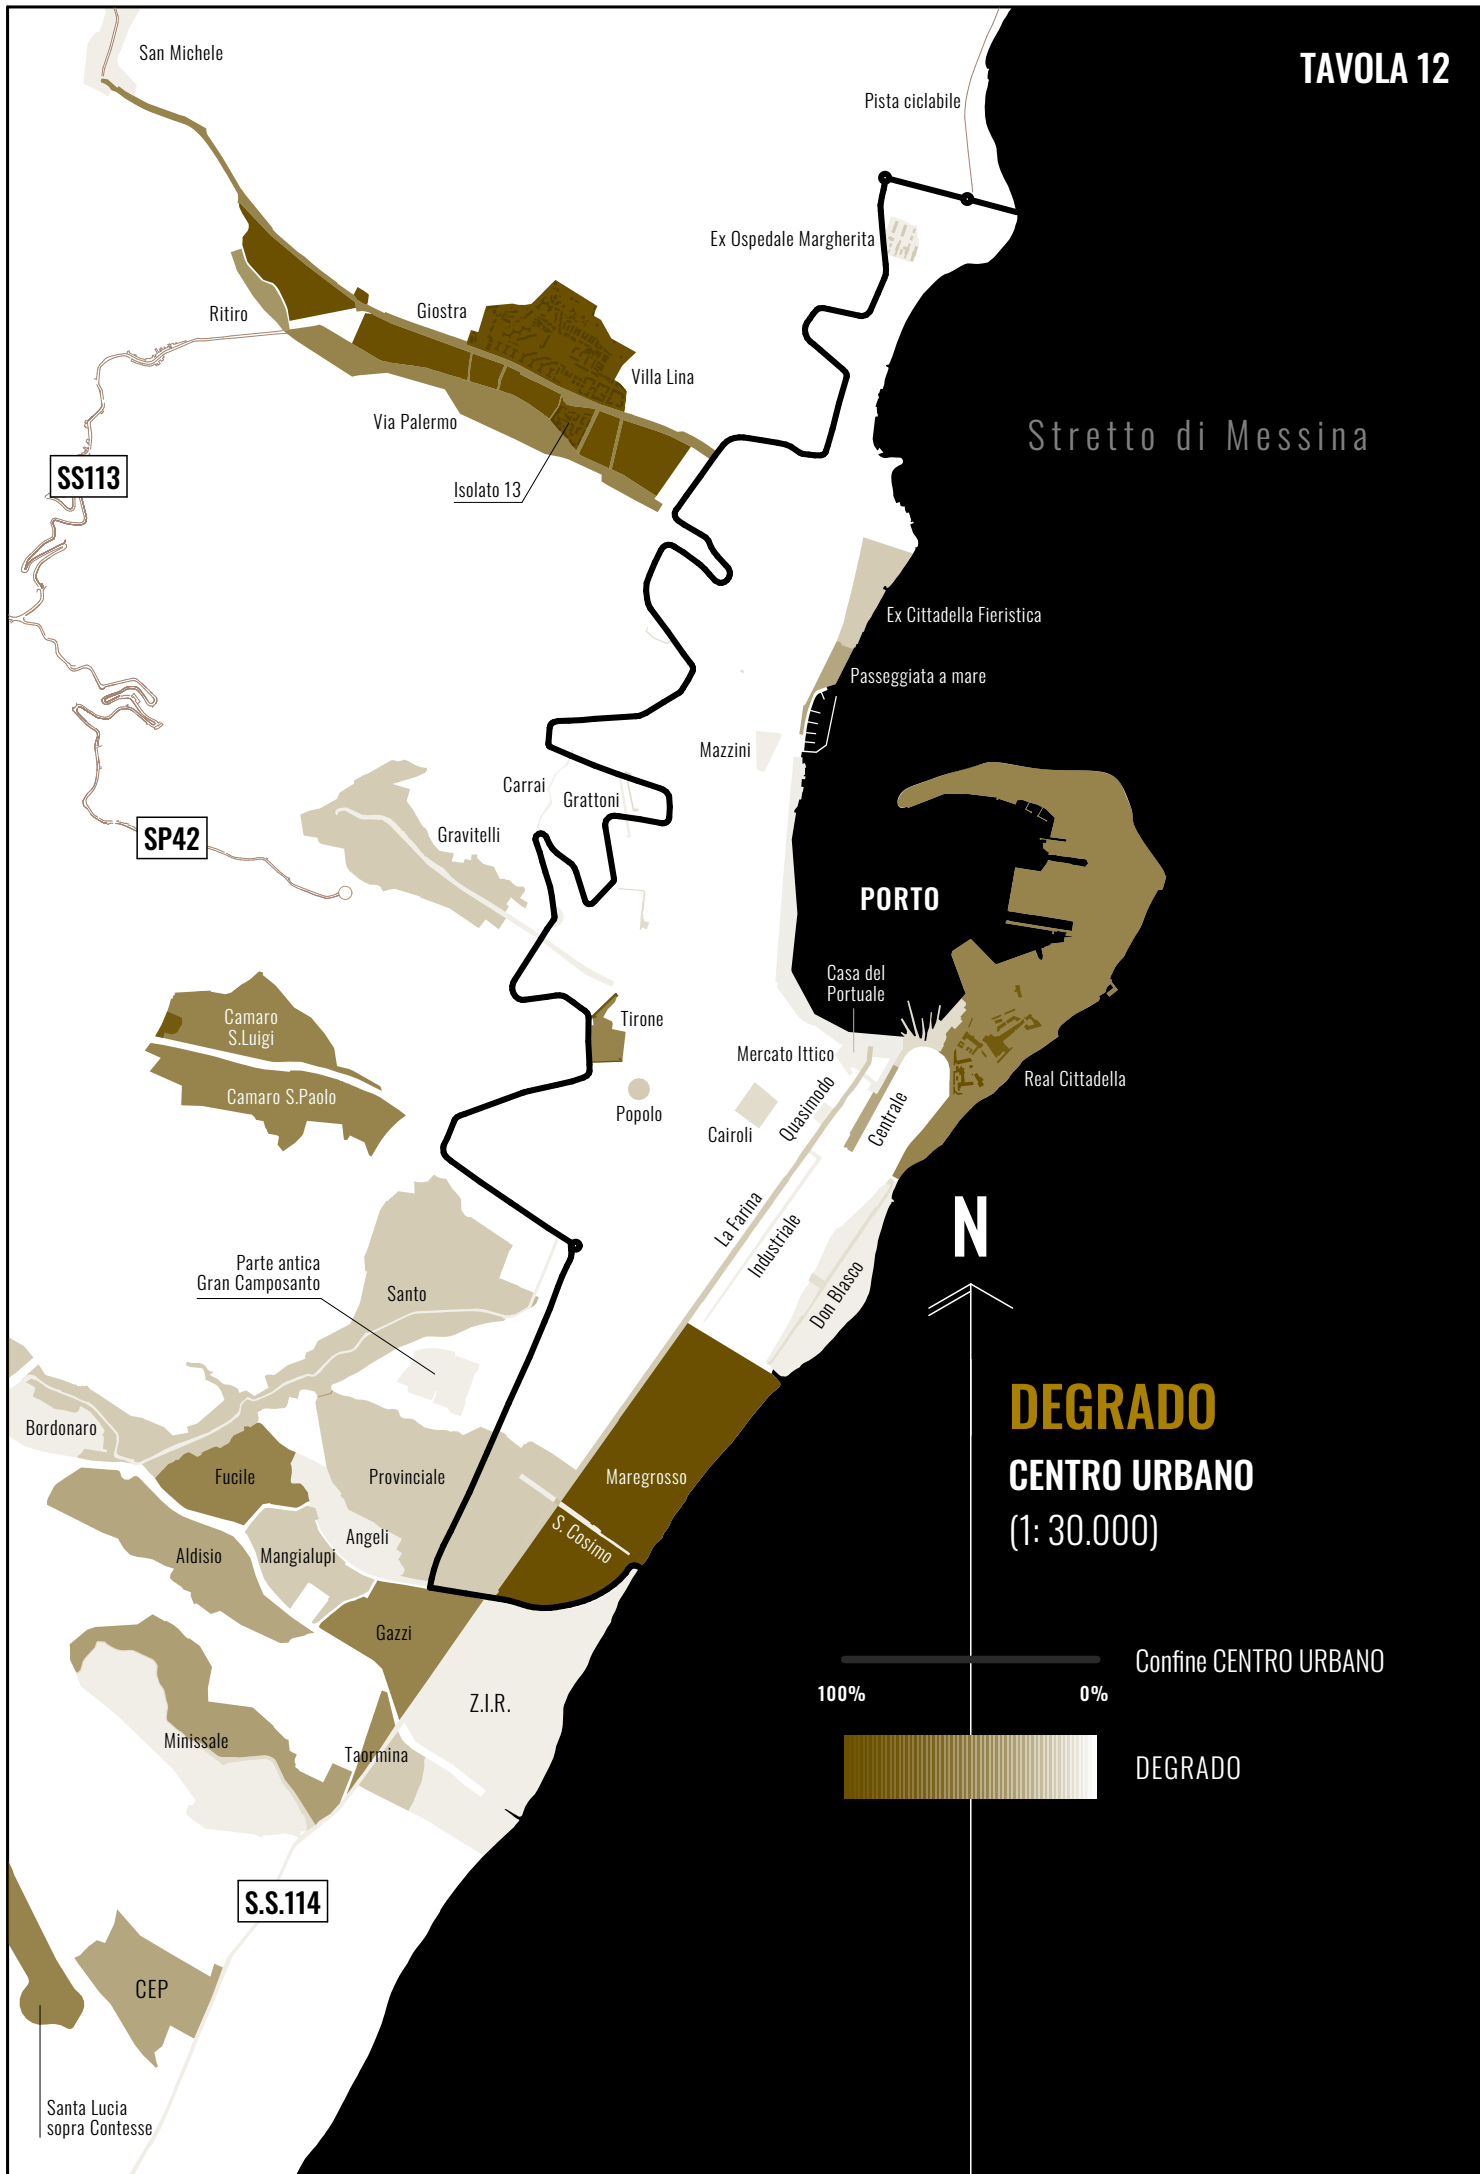 San Michele
TAVOLA 12
Pista ciclabile
Ex Ospedale Margherita
Ritiro
Giostra
Villa Lina
Via Palermo
Stretto di Messina
SS113
Isolato 13
Ex Cittadella Fieristica
Passeggiata a mare
Mazzini
Carrai
Grattoni
Gravitelli
SP42
PORTO
Casa del
Portuale
Camaro
S.Luigi
Tirone
Mercato Ittico
Real Cittadella
Camaro S.Paolo
Popolo
Cairoli
Quasimodo
Centrale
La Farina
Industriale
N
Parte antica
Gran Camposanto
Santo
Don Blasco
DEGRADO
CENTRO URBANO
(1: 30.000)
Bordonaro
Fucile
Provinciale
Maregrosso
Angeli
S. Cosimo
Aldisio
Mangialupi
Gazzi
Confine CENTRO URBANO
100%
0%
Z.I.R.
Minissale
Taormina
DEGRADO
S.S.114
CEP
Santa Lucia
sopra Contesse